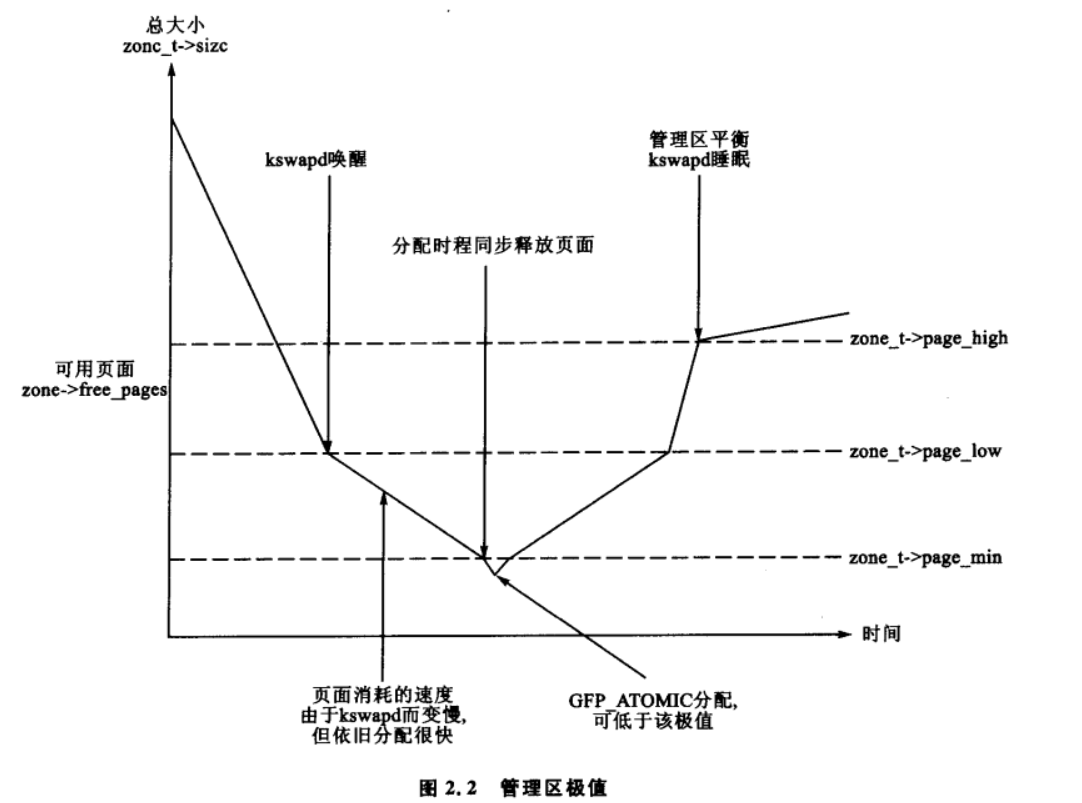 总大小
zonc_t->sizc
kswapd唤醒
管理区平衡
kswapd睡眠
分配时程同步释放页面
zone_t->page_high
可用页面
zone->free_pages
zone_t->page_low
zone_t->page_min
时间
页面消耗的速度
由于kswapd而变慢,
但依旧分配很快
GFP_ATOMIC分配,
可低于该极值
图 2.2 管理区极值